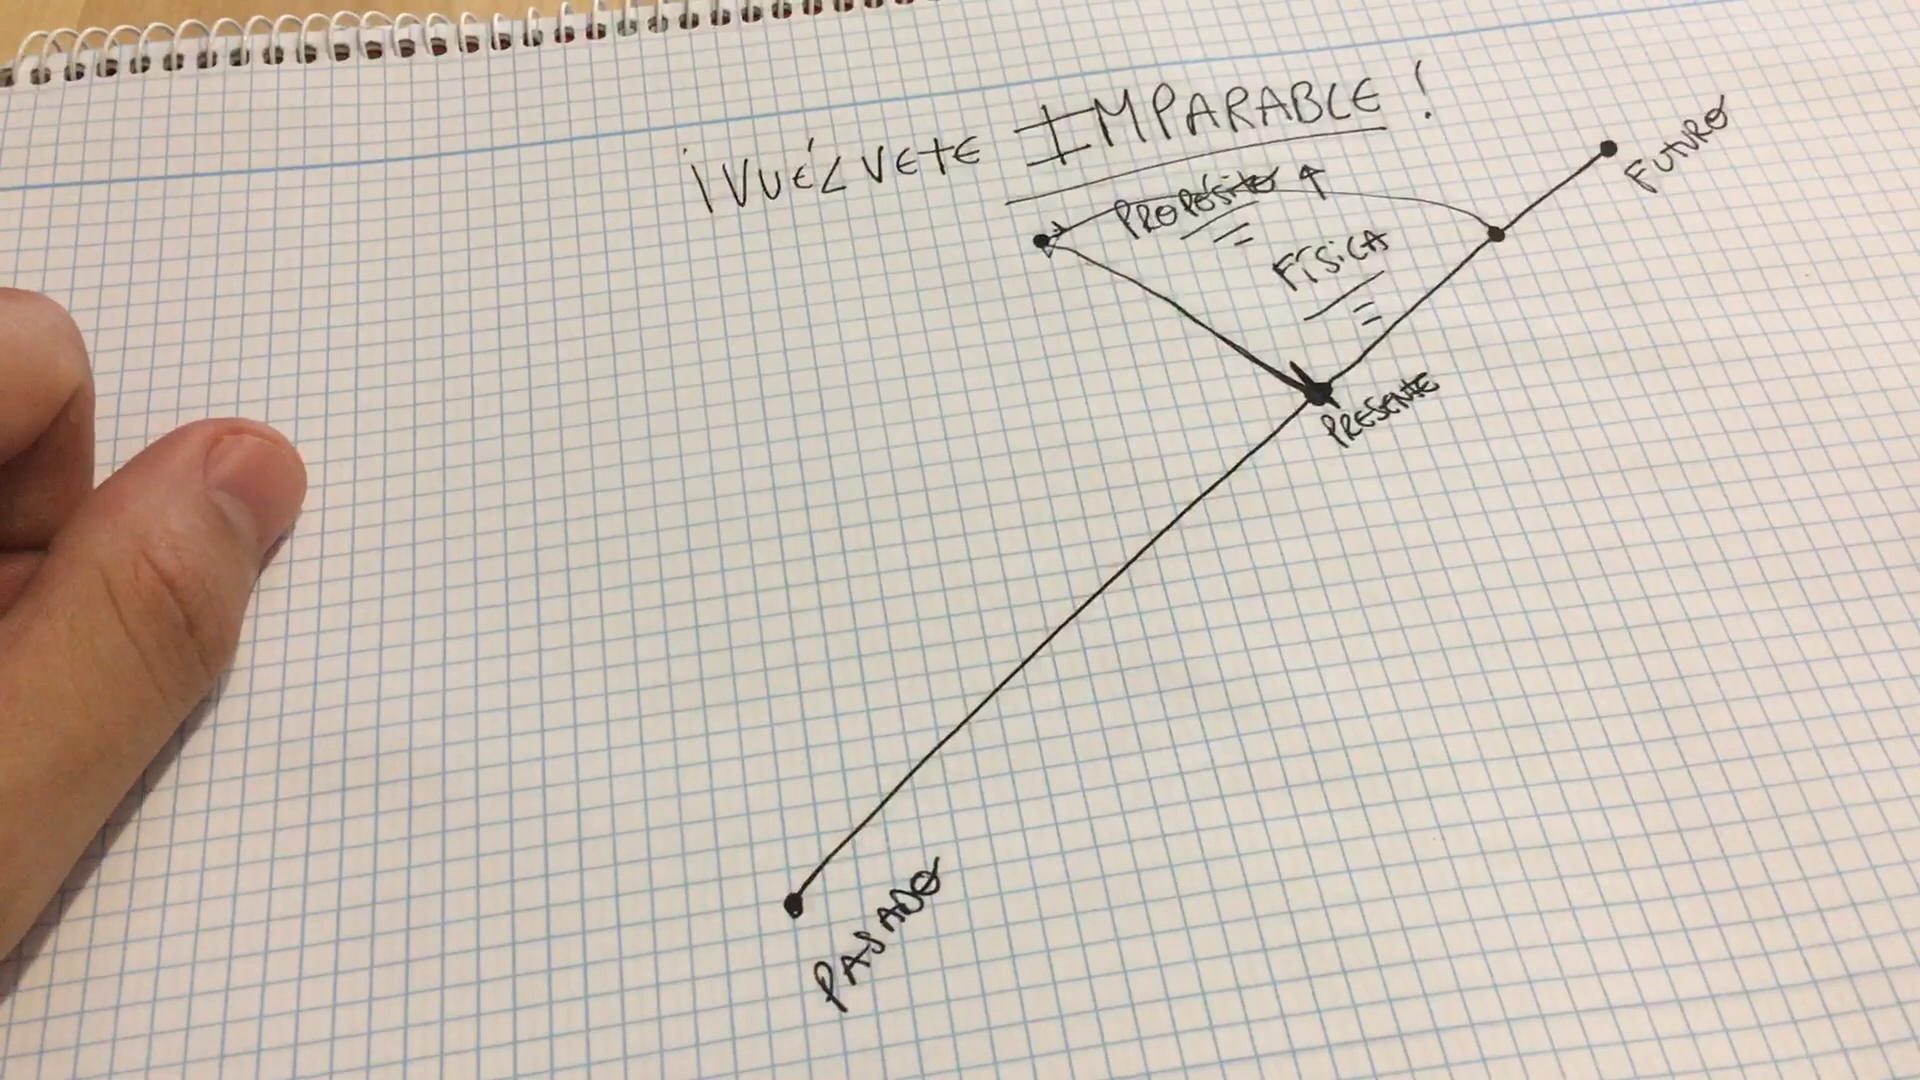 ¡VUÉLVETE IMPARABLE!
PROPÓSITO ↑
FÍSICA
FUTURO
PRESENTE
PASADO